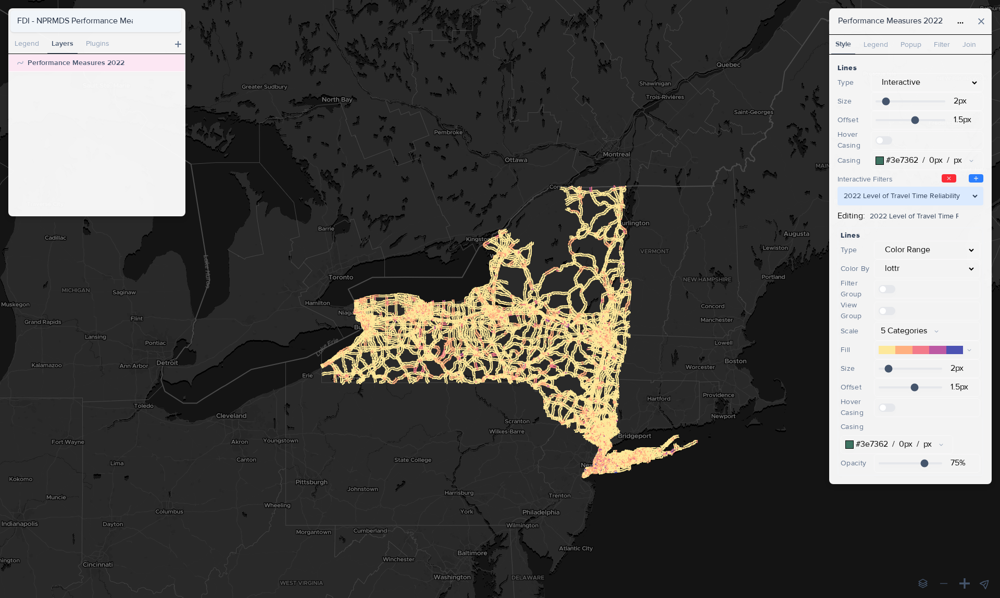 FDI - NPRMDS Performance Mea
Legend Layers Plugins
Performance Measures 2022
Performance Measures 2022 ...
Style Legend Popup Filter Join
Lines
Type Interactive
Size 2px
Offset 1.5px
Hover
Casing
Casing #3e7362 / 0px / px
Interactive Filters
2022 Level of Travel Time Reliability
Editing: 2022 Level of Travel Time R
Lines
Type Color Range
Color By lottr
Filter
Group
View
Group
Scale 5 Categories
Fill
Size 2px
Offset 1.5px
Hover
Casing
Casing
#3e7362 / 0px / px
Opacity 75%
Quebec
Greater Sudbury
Shawinigan
North Bay
Trois-Rivières
Saint-Georges
Pembroke
Montreal
Ottawa
MAIN
Corn
urlington
Barrie
Augusta
Cadillac
Kingston
Lewiston
VERMONT
Lake Huron
Toronto
Portland
NEW HAMPSHIRE
MICHIGAN
Saginaw
Muskegon
Hamilton
Concord
Niaga
Flint
Manchester
Grand Rapids
Bu
Lansing
Pontiac
Lowell
Lake Erie
Detroit
Boston
Kalamazoo
Ann Arbor
Worcester
Erie
Providence
Hartford
Toledo
Cleveland
Newport
Scranton
Wilkes-Barre
Bridgeport
Fort Wayne
Akron
Youngstown
Canton
State College
Lima
New
Kokomo
Pittsburgh
Johnstown
Harrisburg
Trenton
Muncie
Wheeling
Columbus
York
Philadelphia
Indianapolis
Dayton
Wilmington
Morgantown
Cumberland
Atlantic City
Baltimore
Winchester
ington
Cincinnati
Washington
DELAWARE
WEST VIRGINIA